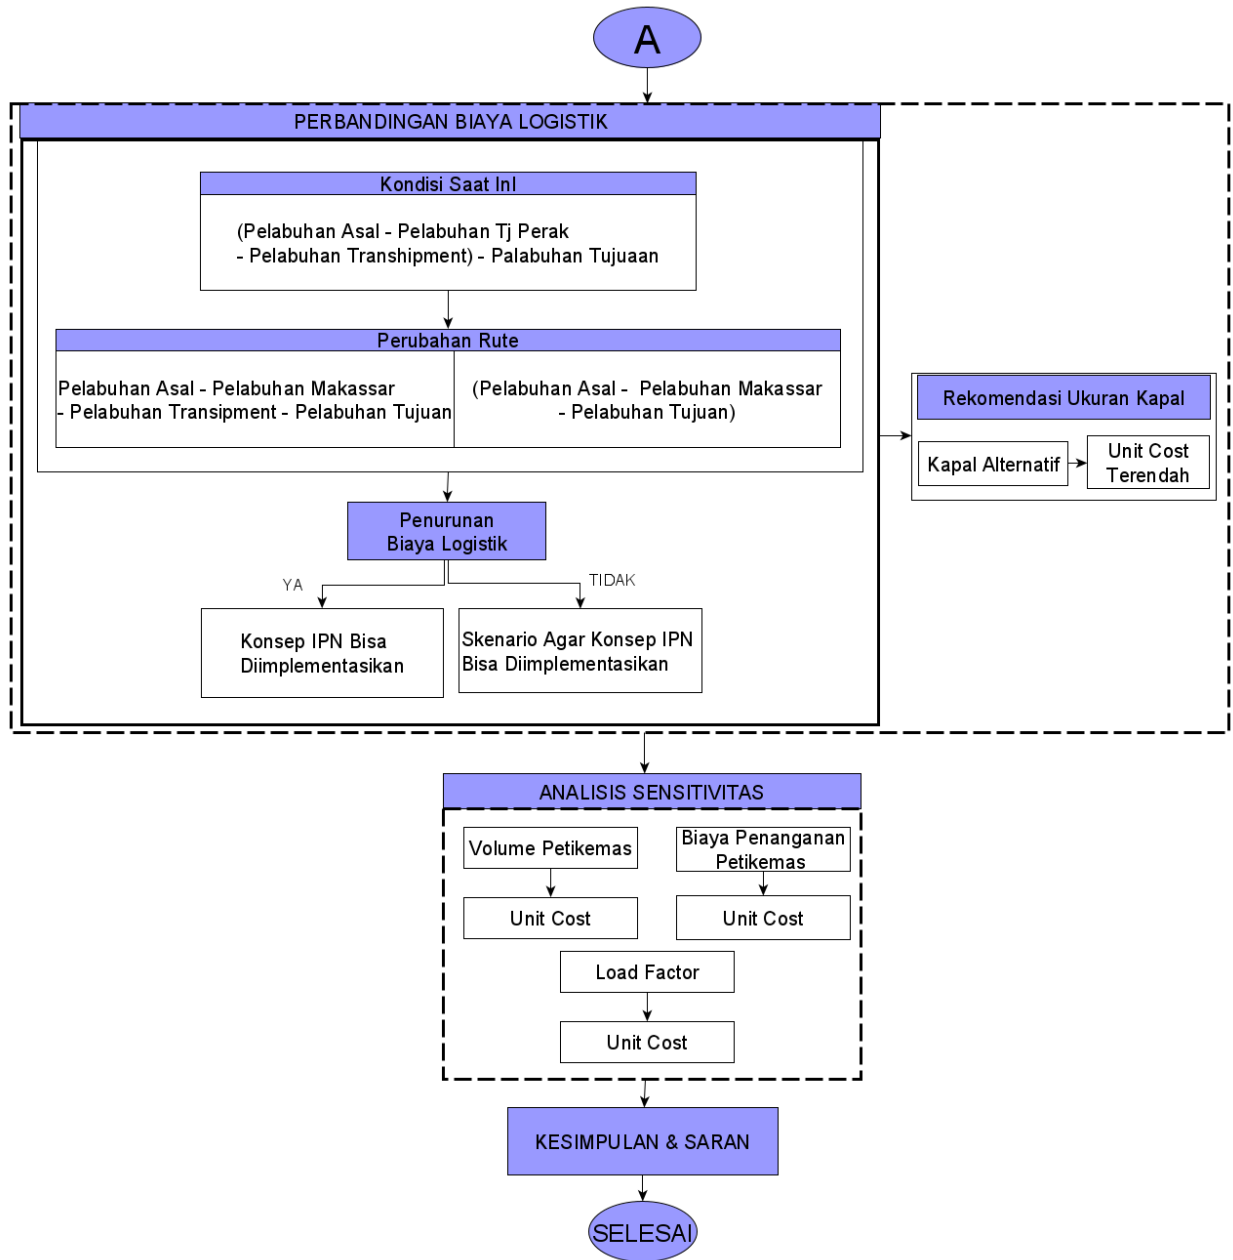 A
PERBANDINGAN BIAYA LOGISTIK
Kondisi Saat InI
(Pelabuhan Asal - Pelabuhan Tj Perak
- Pelabuhan Transhipment) - Palabuhan Tujuaan
Perubahan Rute
Pelabuhan Asal - Pelabuhan Makassar
- Pelabuhan Transipment - Pelabuhan Tujuan
(Pelabuhan Asal - Pelabuhan Makassar
- Pelabuhan Tujuan)
Rekomendasi Ukuran Kapal
Kapal Alternatif
Unit Cost
Terendah
Penurunan
Biaya Logistik
YA
TIDAK
Konsep IPN Bisa
Diimplementasikan
Skenario Agar Konsep IPN
Bisa Diimplementasikan
ANALISIS SENSITIVITAS
Volume Petikemas
Biaya Penanganan
Petikemas
Unit Cost
Unit Cost
Load Factor
Unit Cost
KESIMPULAN & SARAN
SELESAI